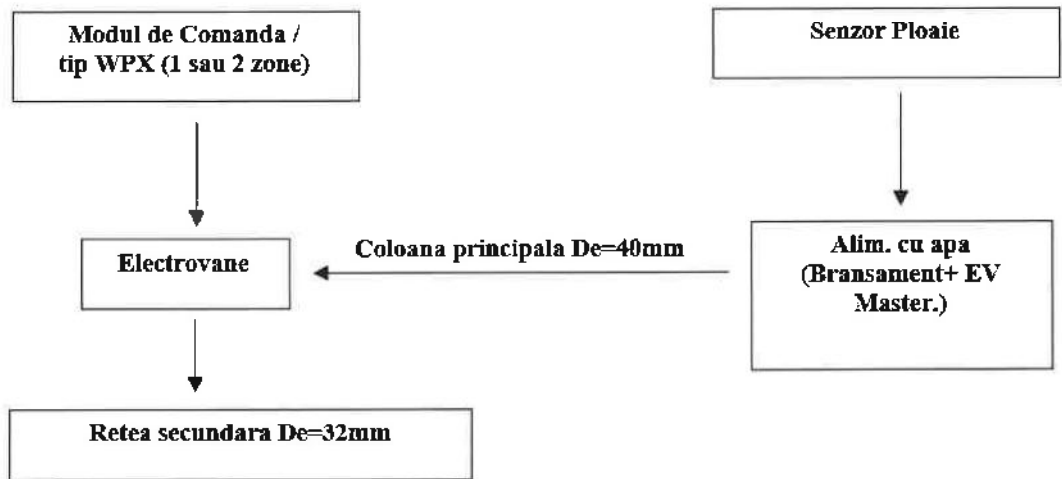 Modul de Comanda /
tip WPX (1 sau 2 zone)
Senzor Ploaie
Electrovane
Coloana principala De=40mm
Alim. cu apa
(Bransament+ EV
Master.)
Retea secundara De=32mm